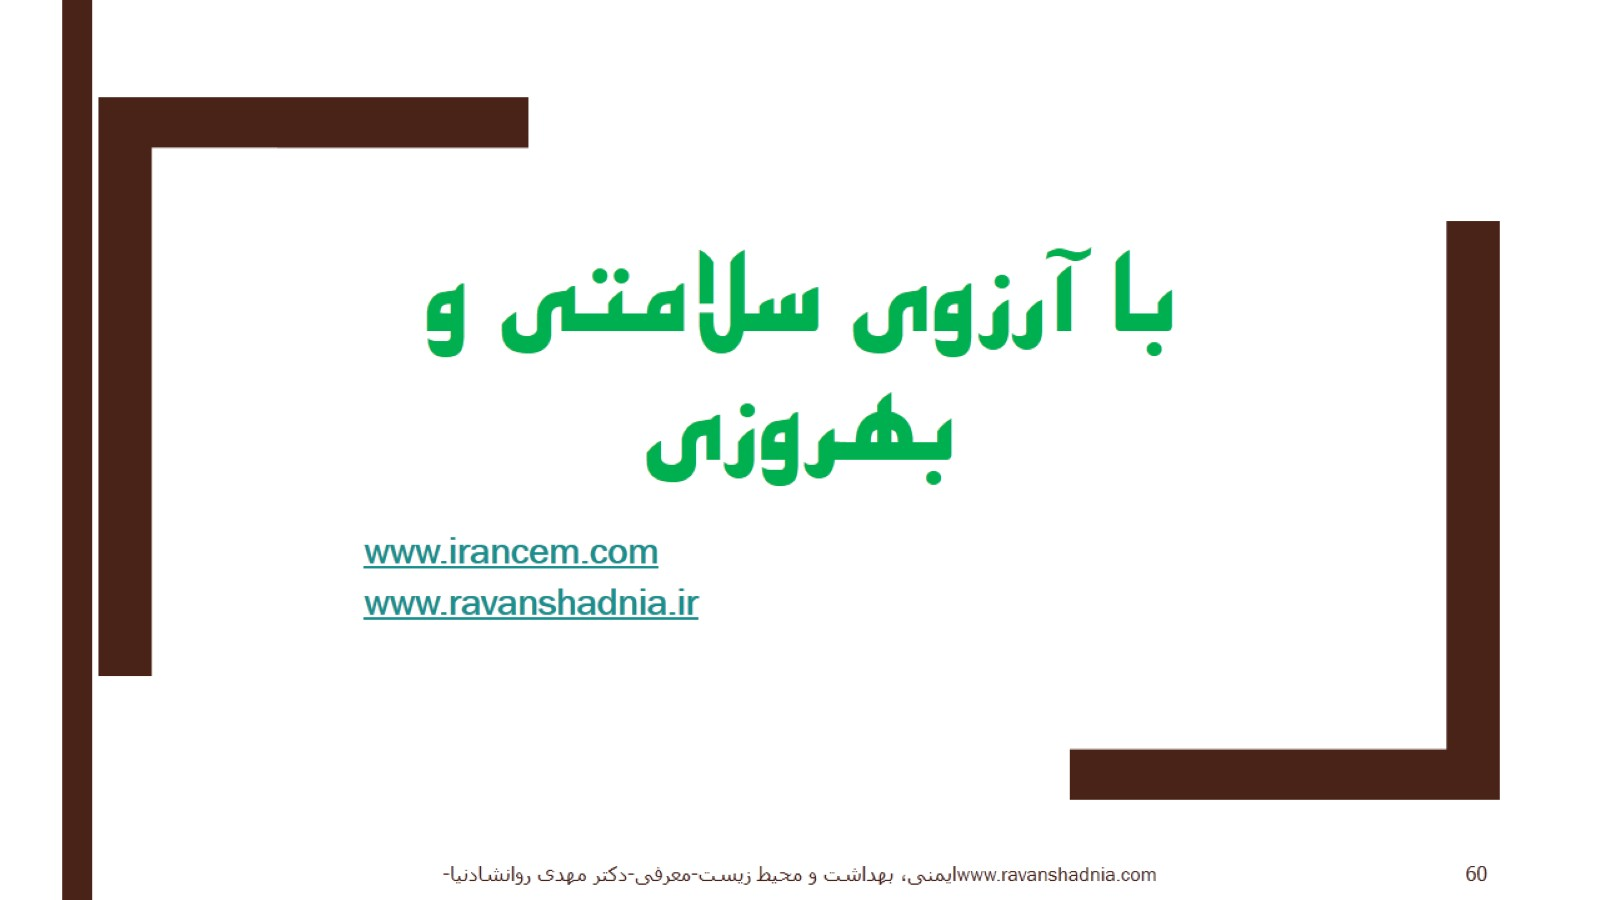 با آرزوی سلامتی و
بهروزی
www.irancem.com
www.ravanshadnia.ir
ایمنی، بهداشت و محیط زیست-معرفی-دکتر مهدی روانشادنیا-www.ravanshadnia.com
60